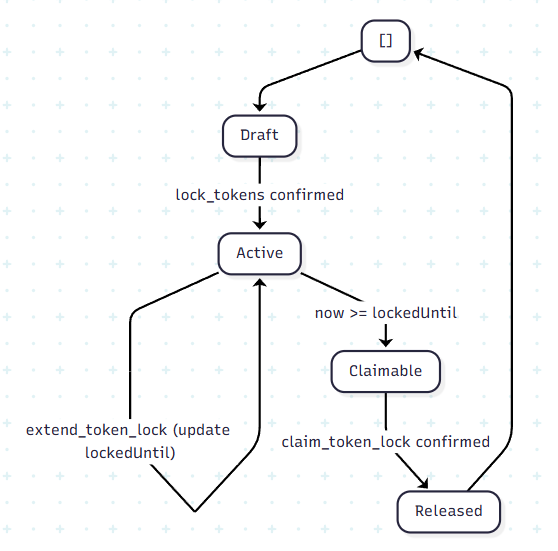 []
Draft
lock_tokens confirmed
Active
now >= lockedUntil
Claimable
extend_token_lock (update
lockedUntil)
claim_token_lock confirmed
Released